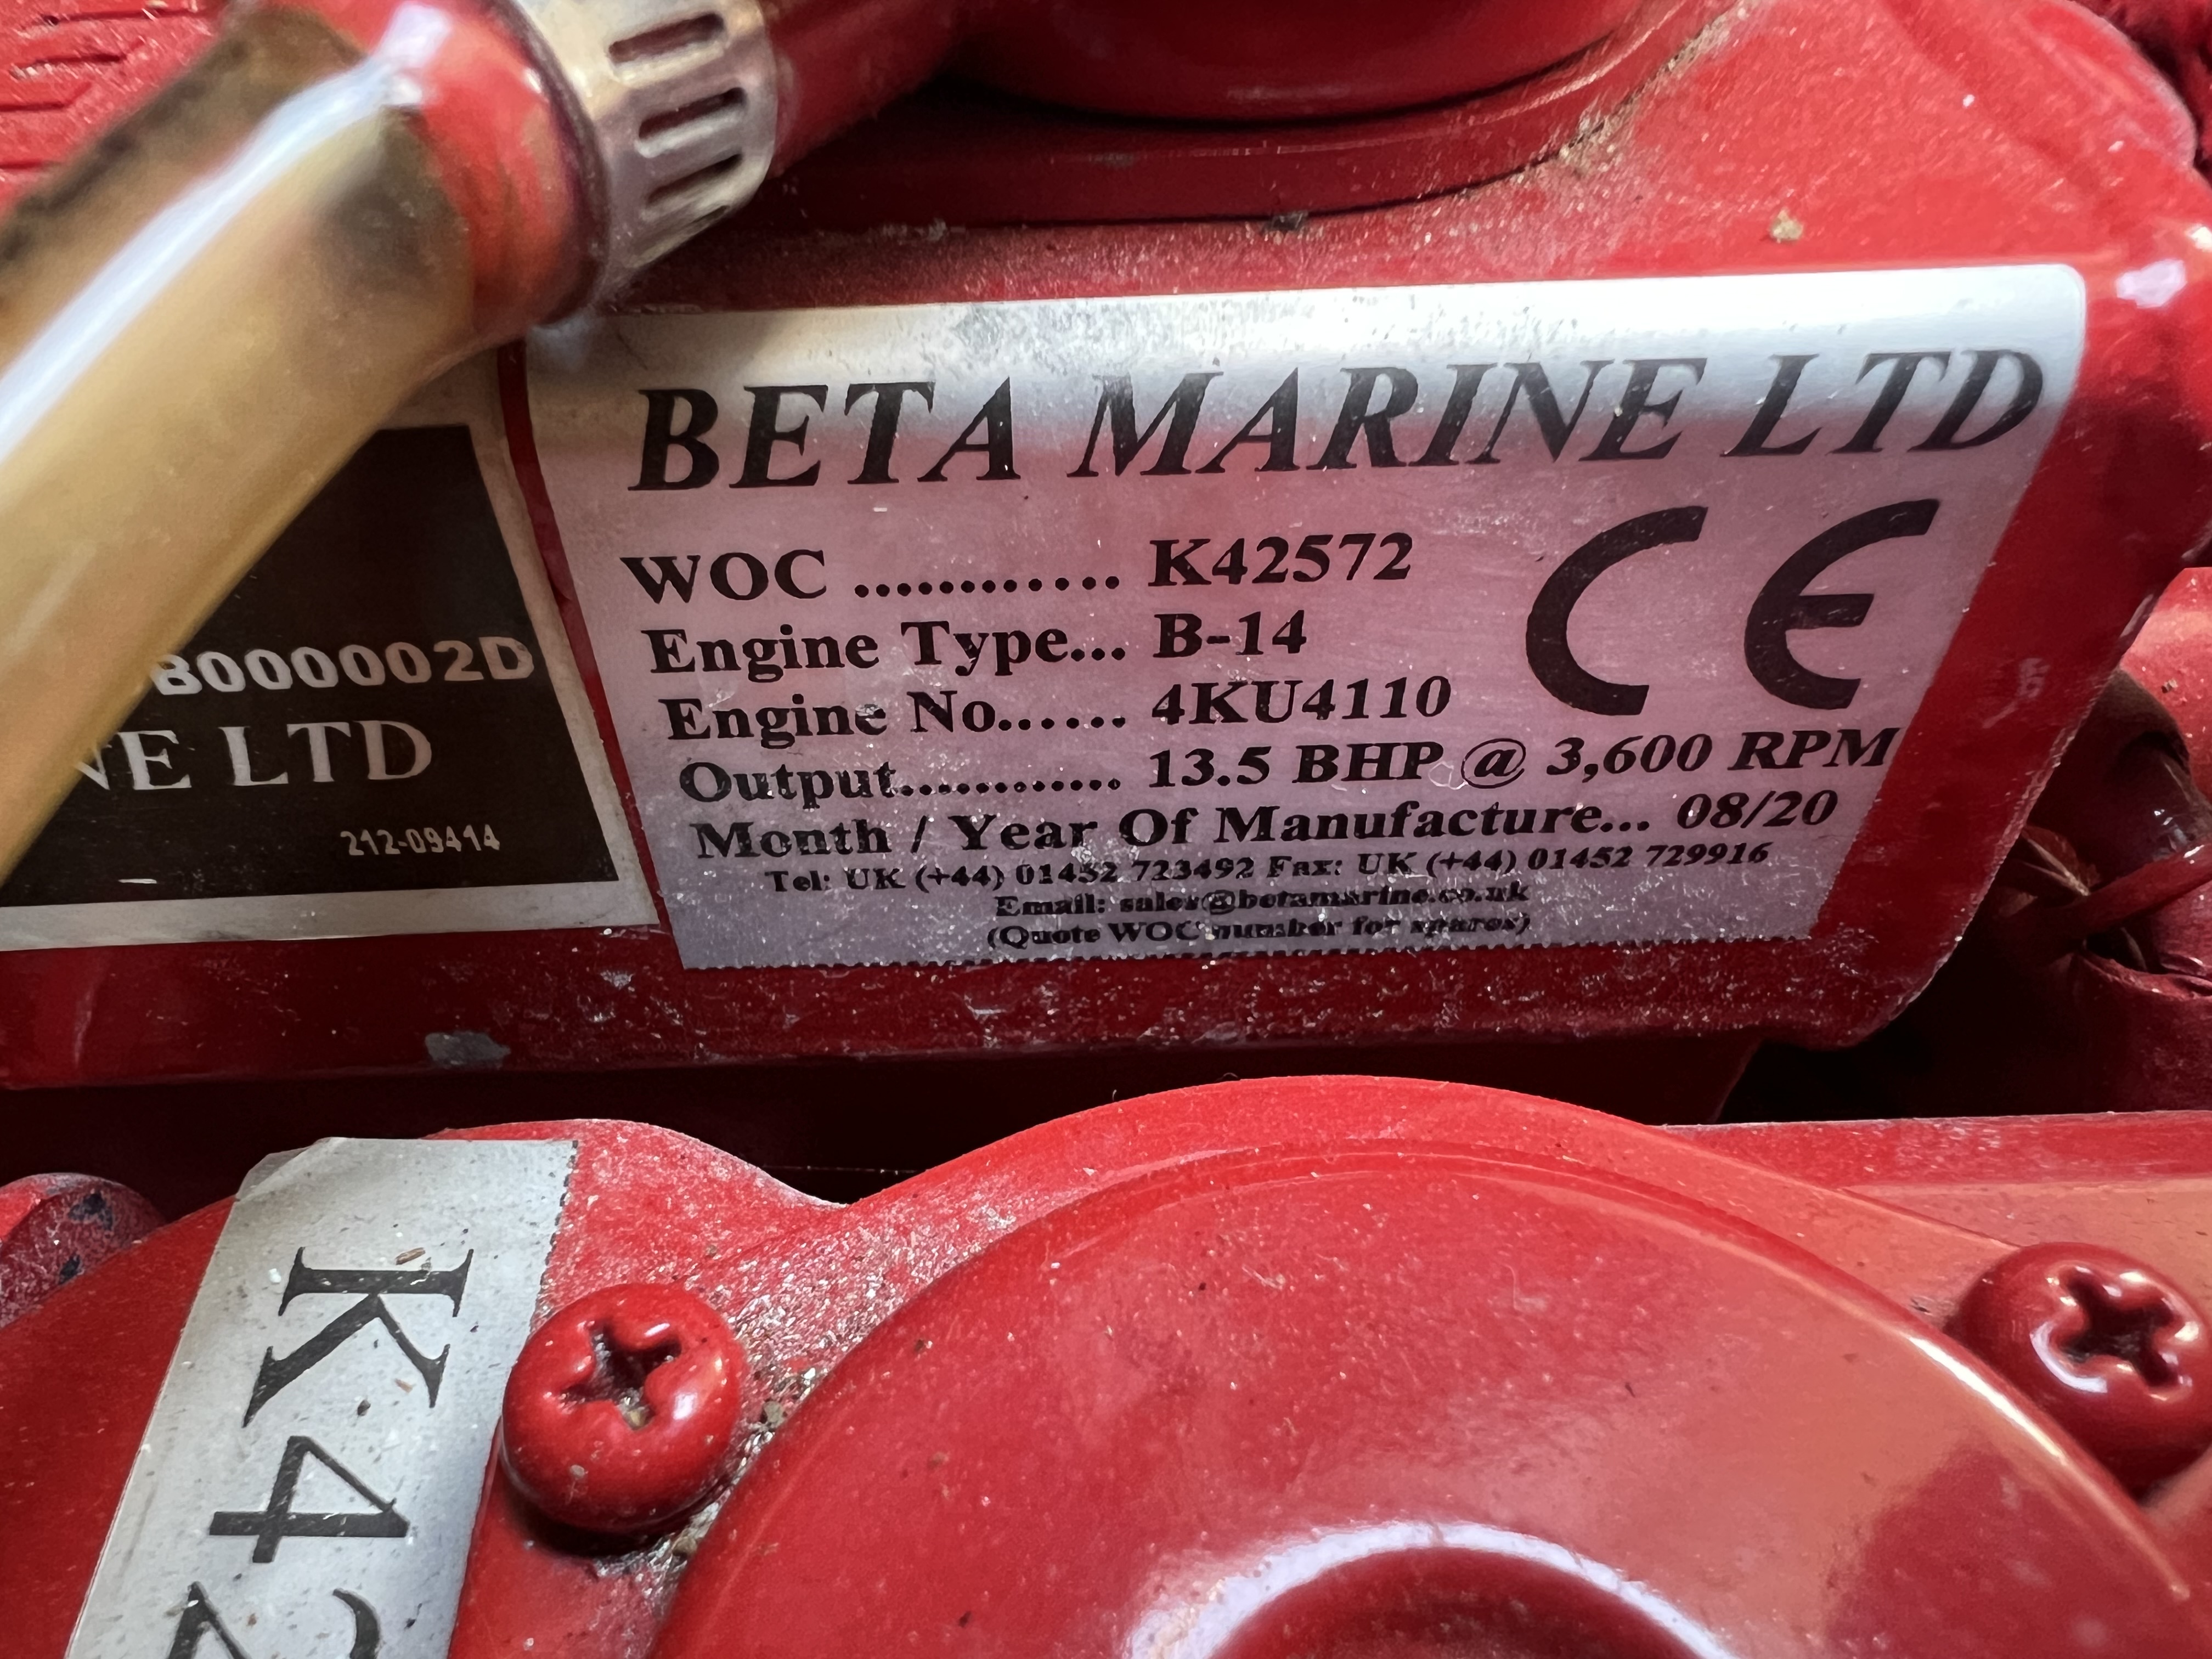 BETA MARINE LTD
WOC ............ K42572
Engine Type... B-14
CE
Engine No...... 4KU4110
Output............ 13.5 BHP @ 3,600 RPM
Month / Year Of Manufacture... 08/20
Tel: UK (+44) 01452 723492 Fax: UK (+44) 01452 729916
Email: sales@betamarine.co.uk
(Quote WOC number for spares)
B000002D
NE LTD
212-09414
K42